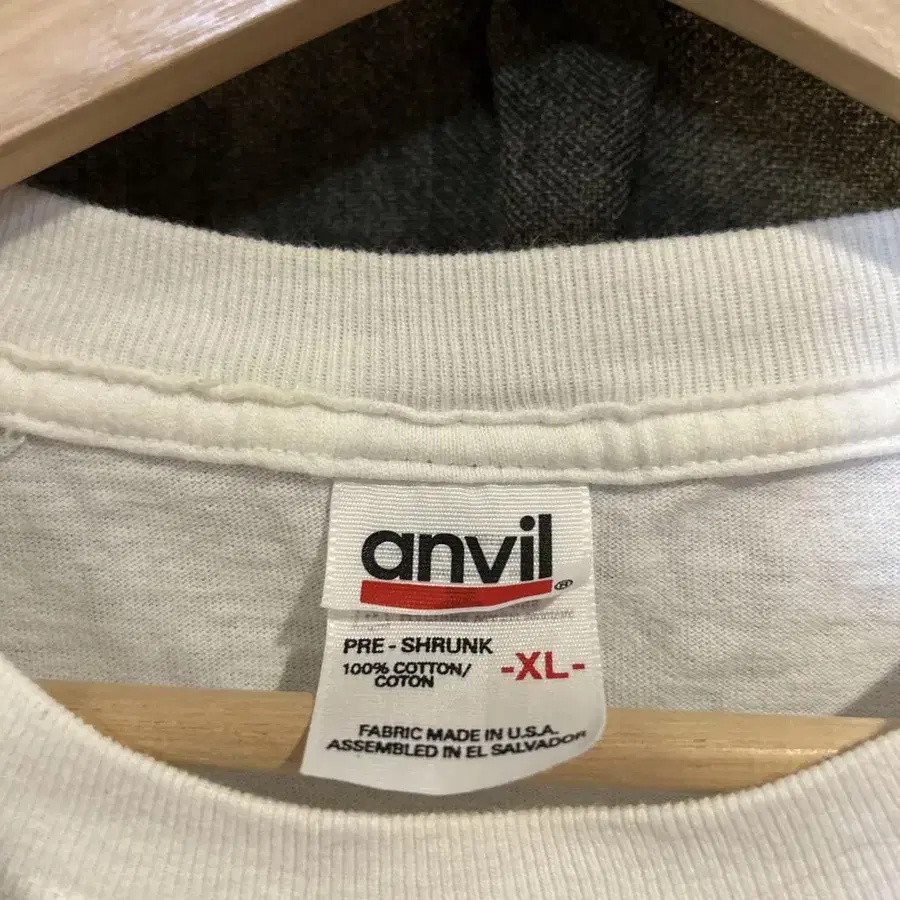 anvil®
PRE-SHRUNK
100% COTTON/
COTON
-XL-
FABRIC MADE IN U.S.A.
ASSEMBLED IN EL SALVADOR